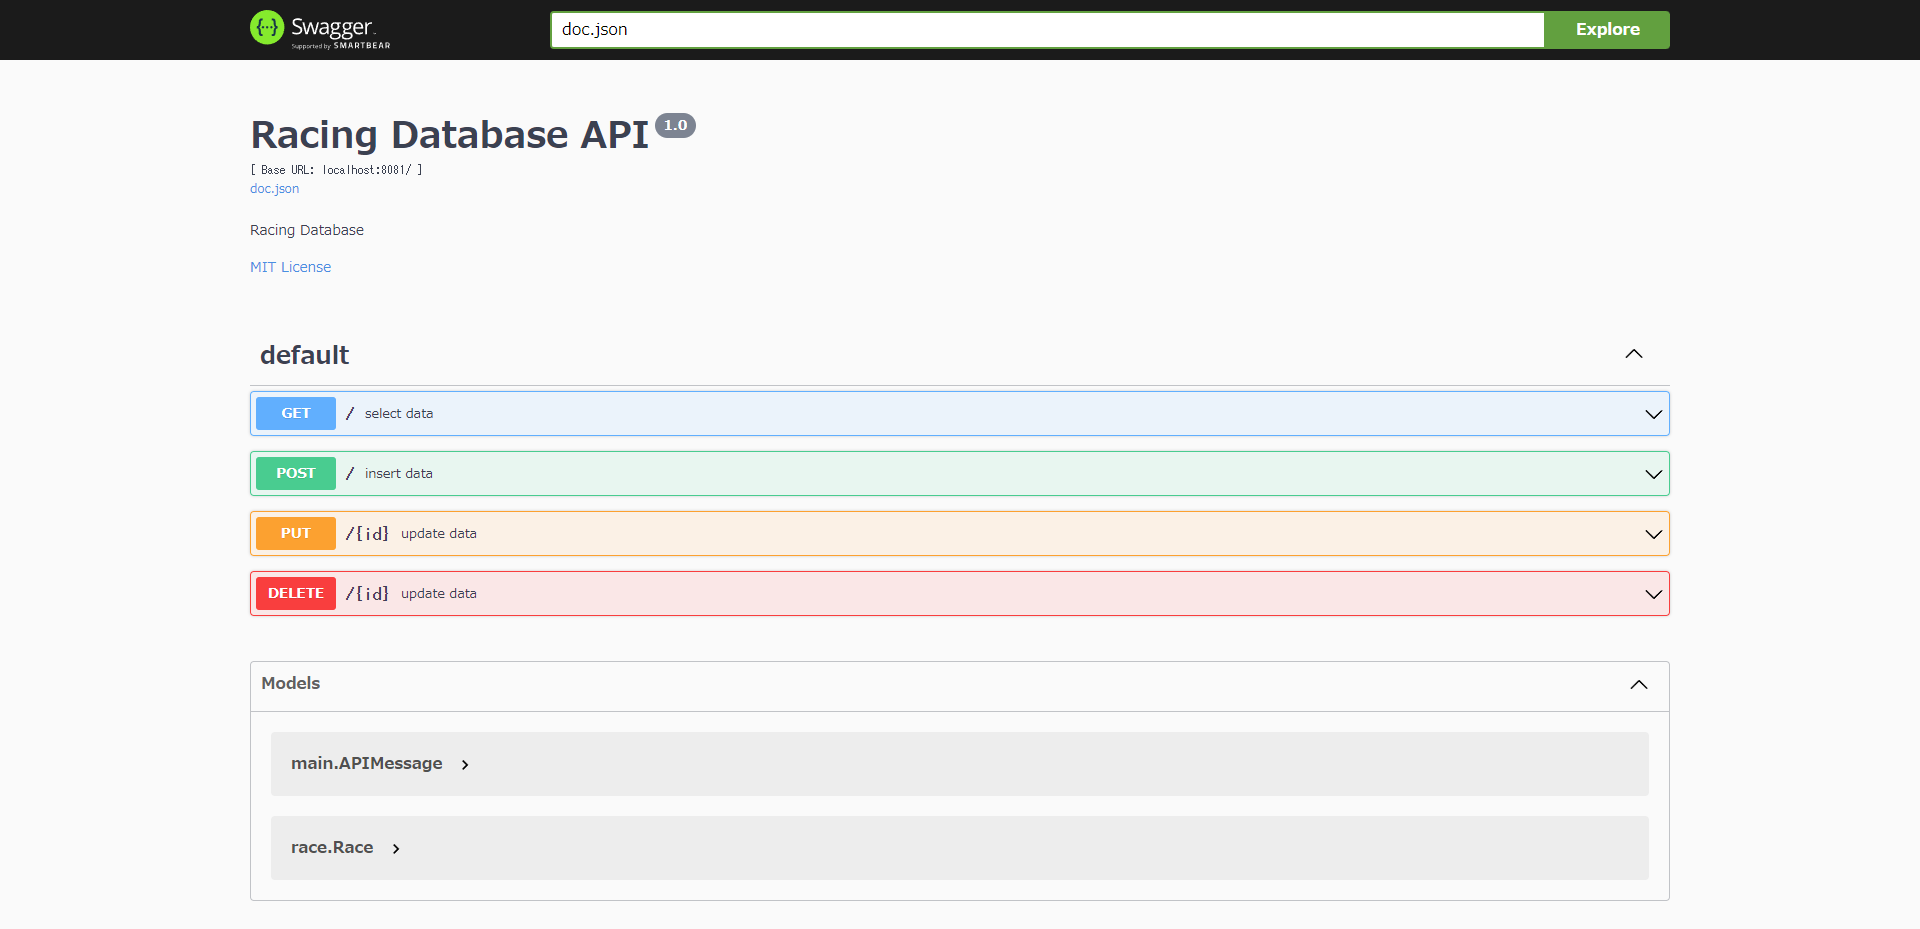 Swagger
Supported by SMARTBEAR
doc.json
Explore
Racing Database API 1.0
[ Base URL: localhost:8081/ ]
doc.json
Racing Database
MIT License
default
GET / select data
POST / insert data
PUT /{id} update data
DELETE /{id} update data
Models
main.APIMessage
race.Race